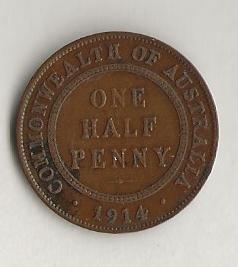 COMMONWEALTH OF AUSTRALIA
ONE
HALF
PENNY
1914